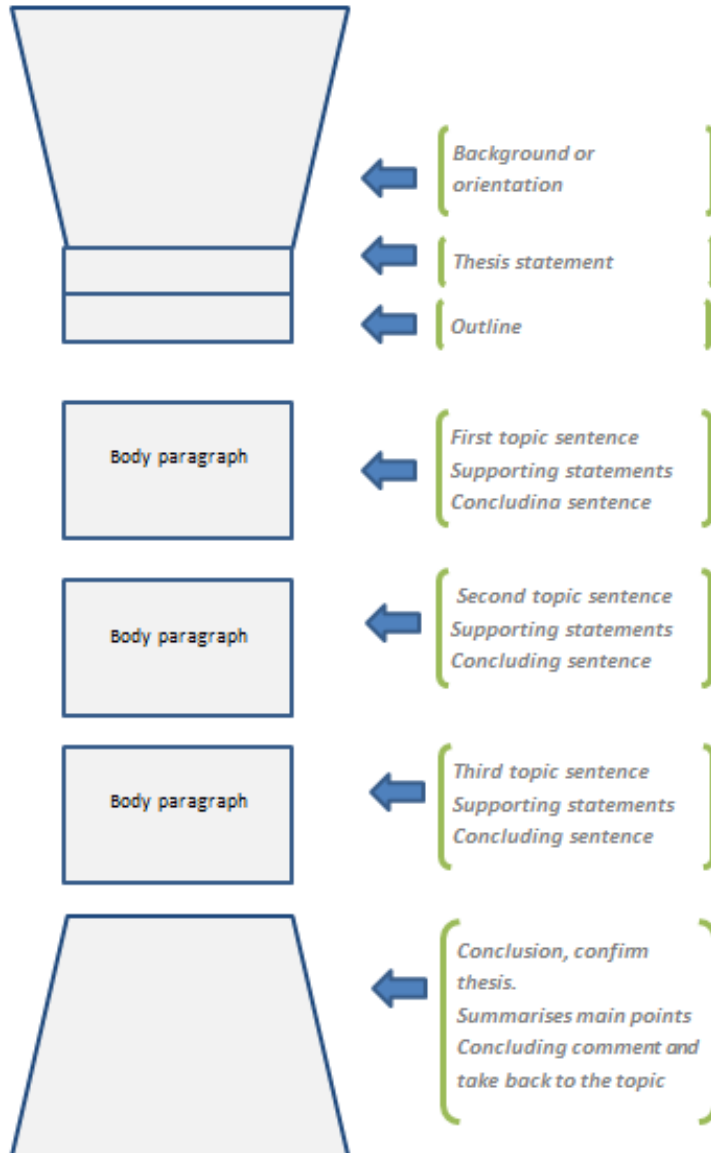 Background or
orientation
Thesis statement
Outline
Body paragraph
First topic sentence
Supporting statements
Concludina sentence
Body paragraph
Second topic sentence
Supporting statements
Concluding sentence
Body paragraph
Third topic sentence
Supporting statements
Concluding sentence
Conclusion, confirm
thesis.
Summarises main points
Concluding comment and
take back to the topic